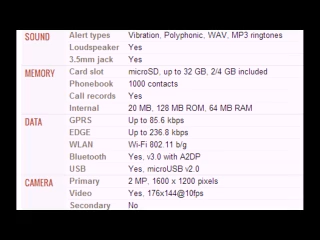 SOUND Alert types Vibration, Polyphonic, WAV, MP3 ringtones
Loudspeaker Yes
3.5mm jack Yes
MEMORY Card slot microSD, up to 32 GB, 2/4 GB included
Phonebook 1000 contacts
Call records Yes
Internal 20 MB, 128 MB ROM, 64 MB RAM
DATA GPRS Up to 85.6 kbps
EDGE Up to 236.8 kbps
WLAN Wi-Fi 802.11 b/g
Bluetooth Yes, v3.0 with A2DP
USB Yes, microUSB v2.0
CAMERA Primary 2 MP, 1600 x 1200 pixels
Video Yes, 176x144@10fps
Secondary No